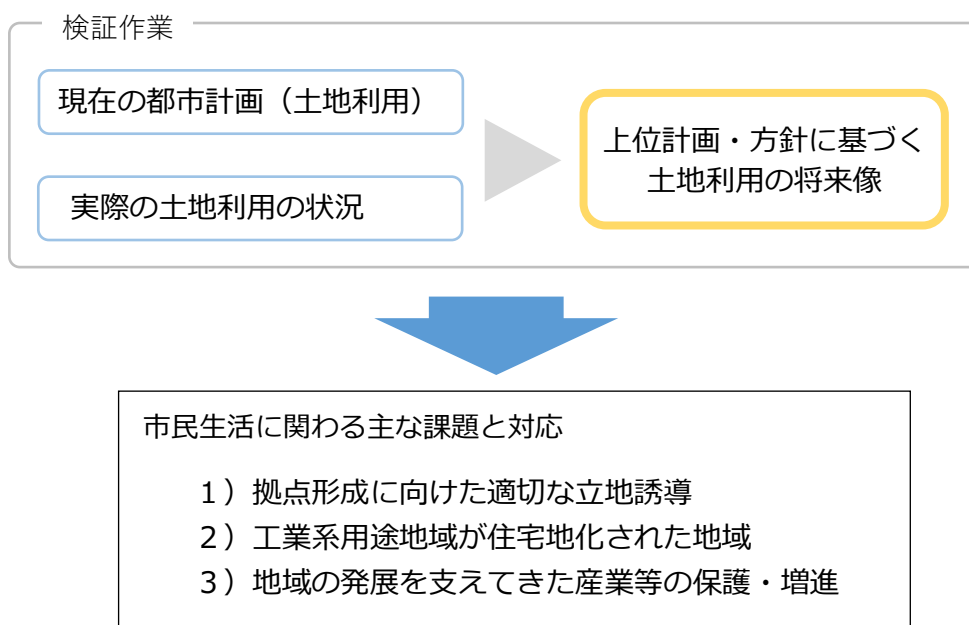 検証作業
現在の都市計画（土地利用）
実際の土地利用の状況
上位計画・方針に基づく
土地利用の将来像
市民生活に関わる主な課題と対応
１）拠点形成に向けた適切な立地誘導
２）工業系用途地域が住宅地化された地域
３）地域の発展を支えてきた産業等の保護・増進